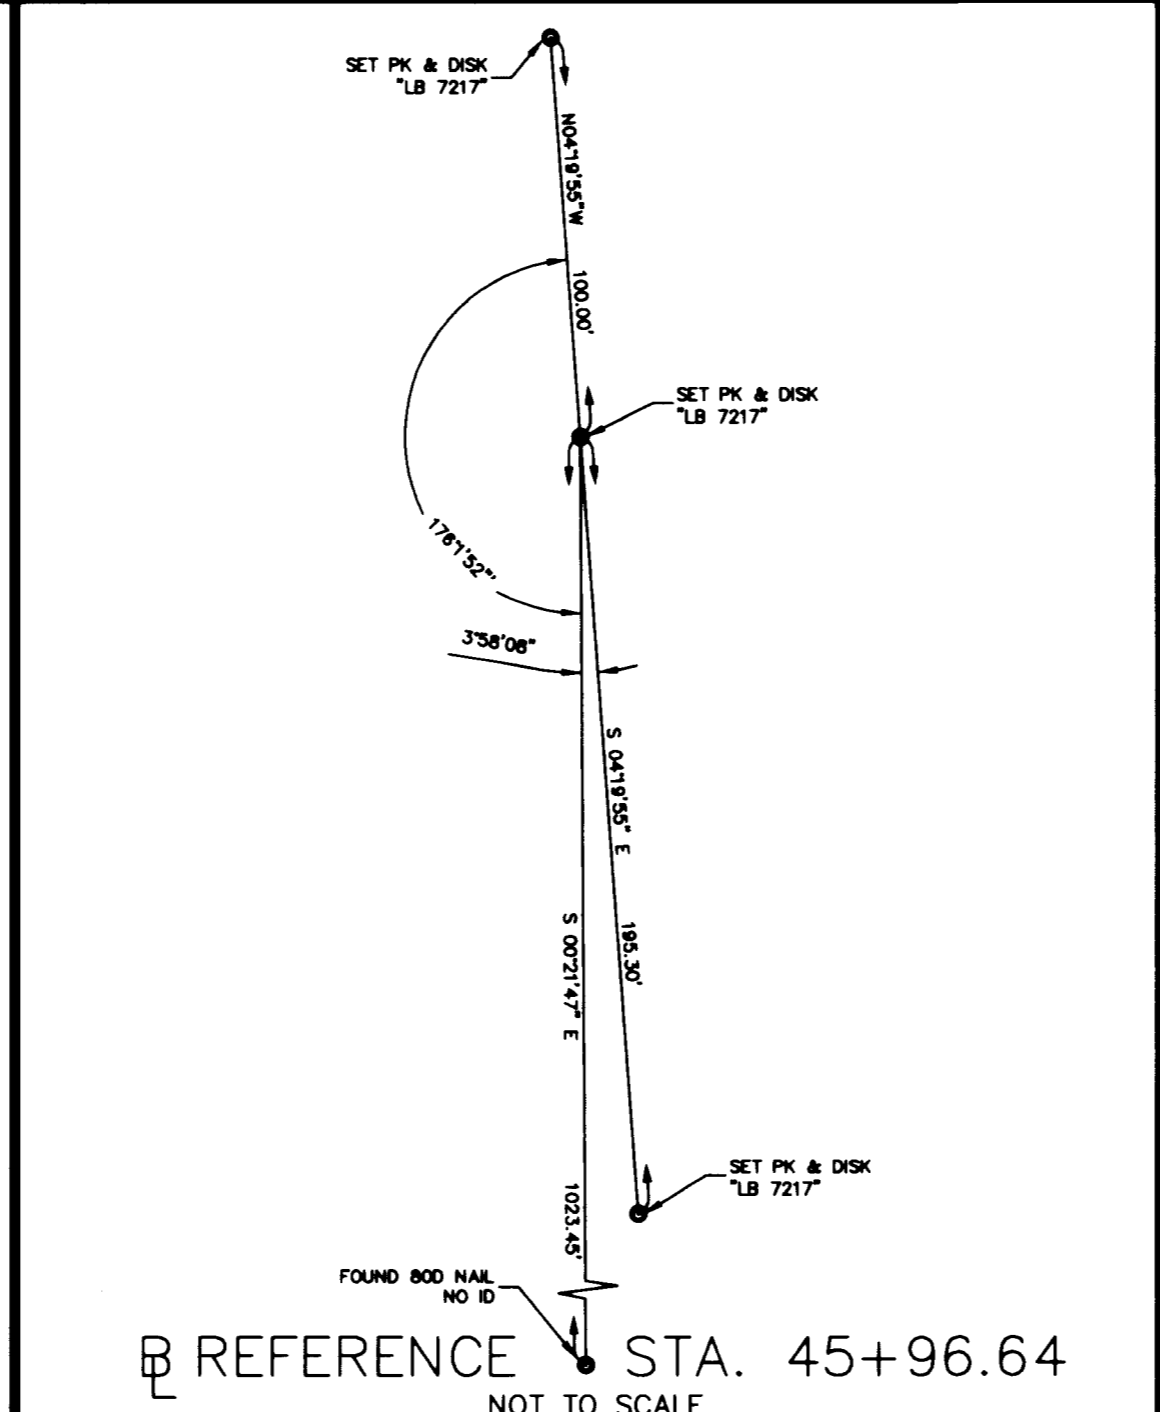 SET PK & DISK
"LB 7217"
N04°19'55"W
100.00'
SET PK & DISK
"LB 7217"
176°1'52"'
3°58'08"
S 04°19'55" E
195.30'
S 00°21'47" E
1023.45'
SET PK & DISK
"LB 7217"
FOUND 80D NAIL
NO ID
BL REFERENCE STA. 45+96.64
NOT TO SCALE